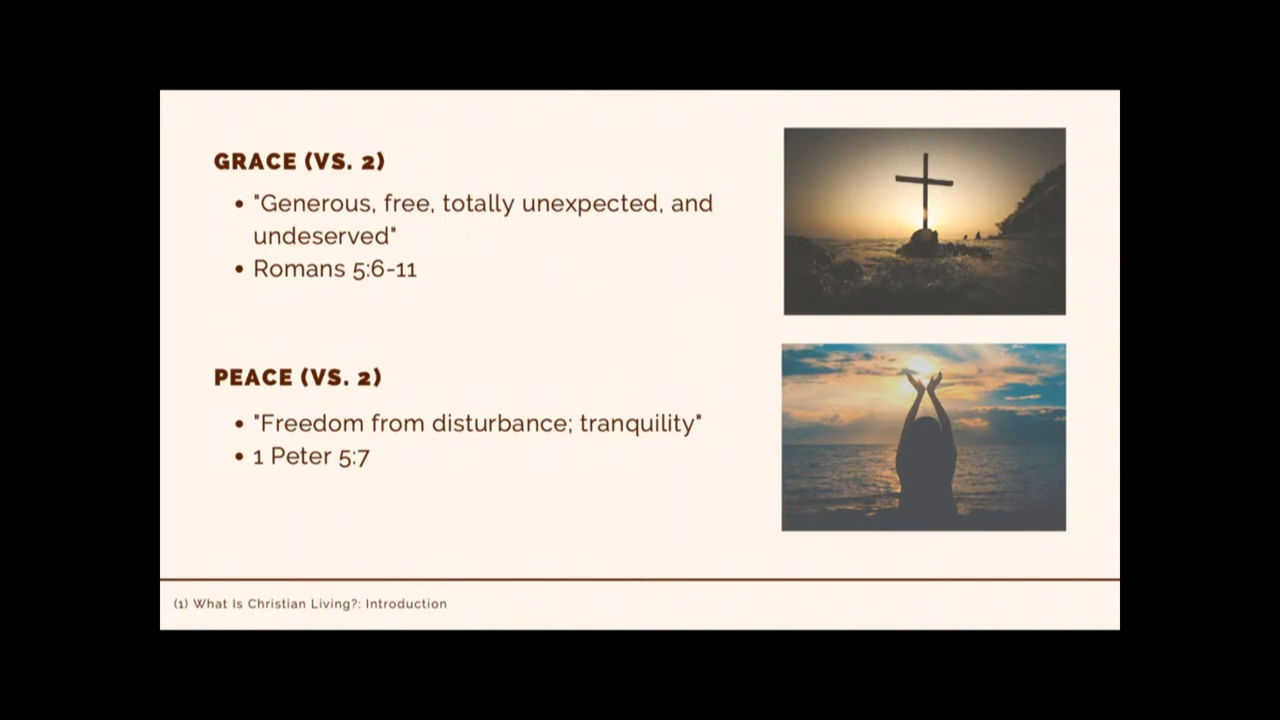 GRACE (VS. 2)
• "Generous, free, totally unexpected, and
undeserved"
• Romans 5:6-11
PEACE (VS. 2)
• "Freedom from disturbance; tranquility"
• 1 Peter 5:7
(1) What Is Christian Living?: Introduction